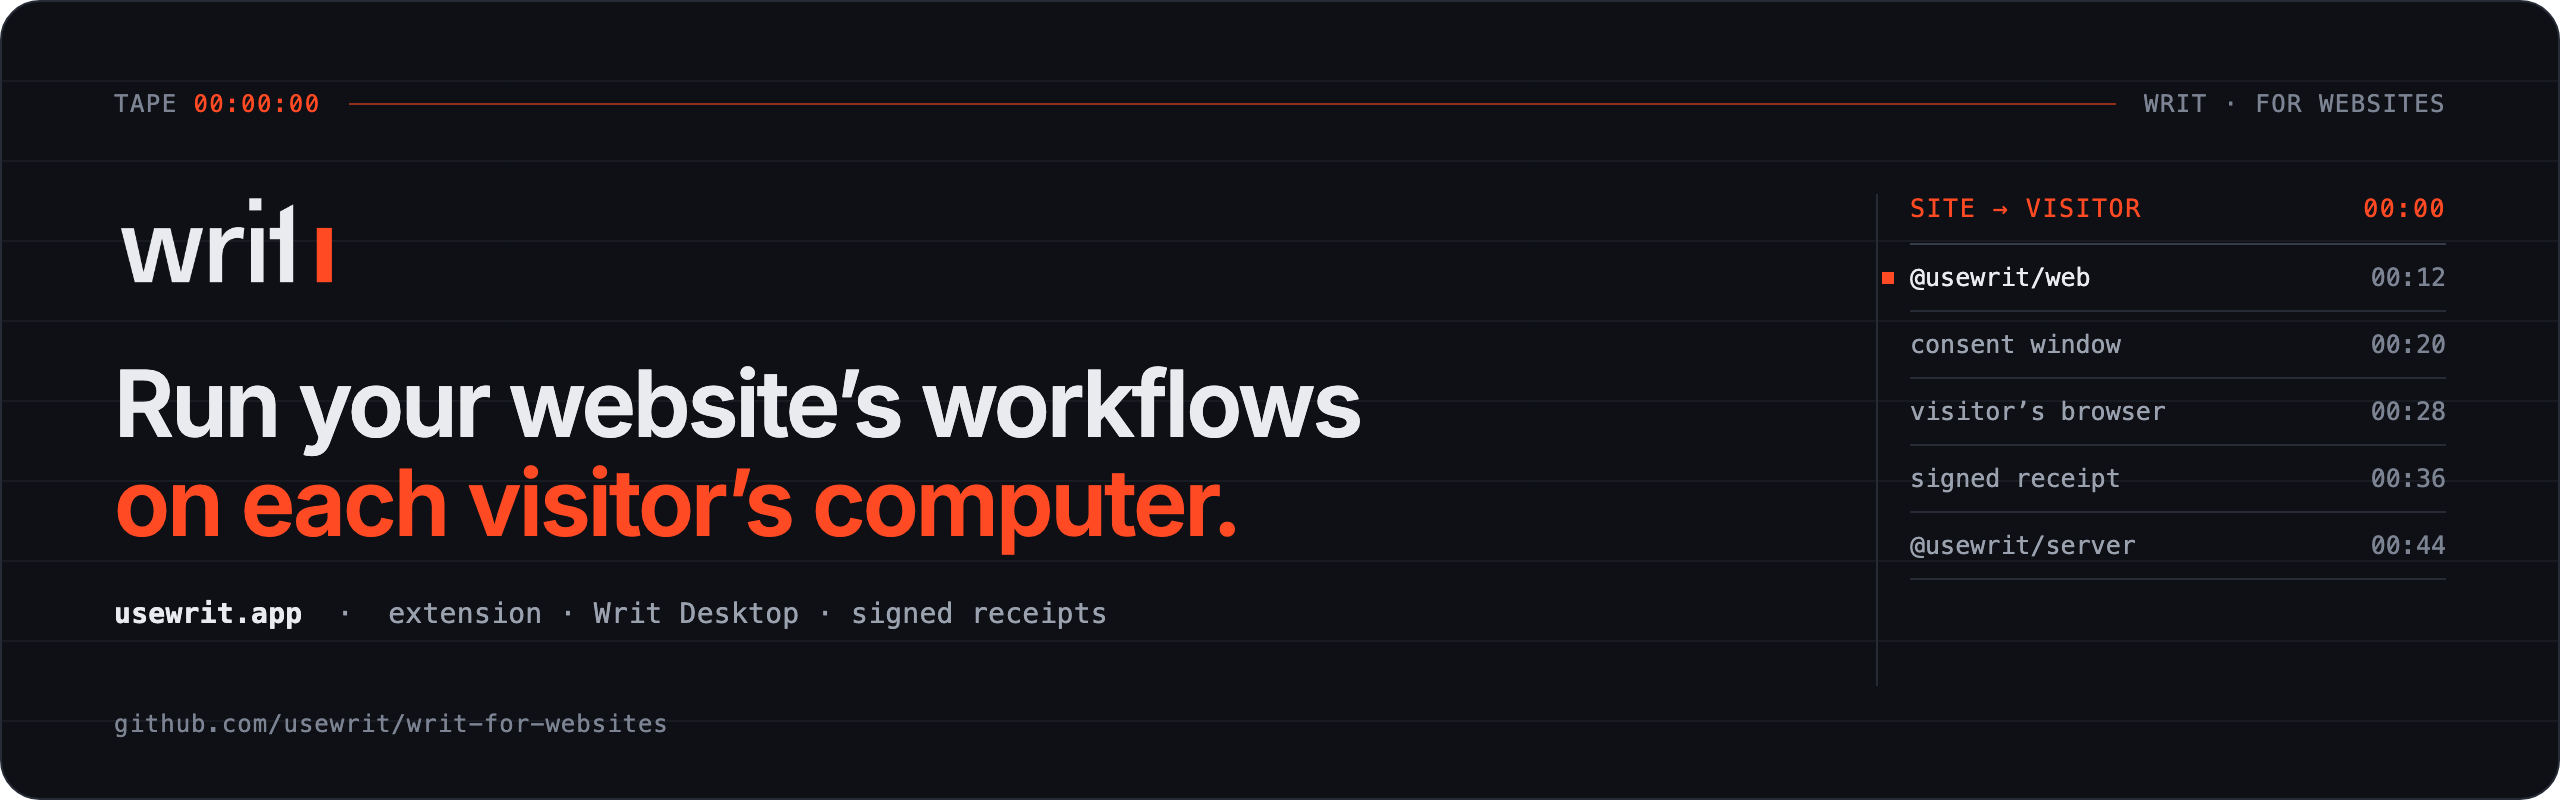 TAPE 00:00:00 WRIT · FOR WEBSITES
writ
Run your website’s workflows
on each visitor’s computer.
usewrit.app · extension · Writ Desktop · signed receipts
github.com/usewrit/writ-for-websites
SITE → VISITOR 00:00
@usewrit/web 00:12
consent window 00:20
visitor’s browser 00:28
signed receipt 00:36
@usewrit/server 00:44